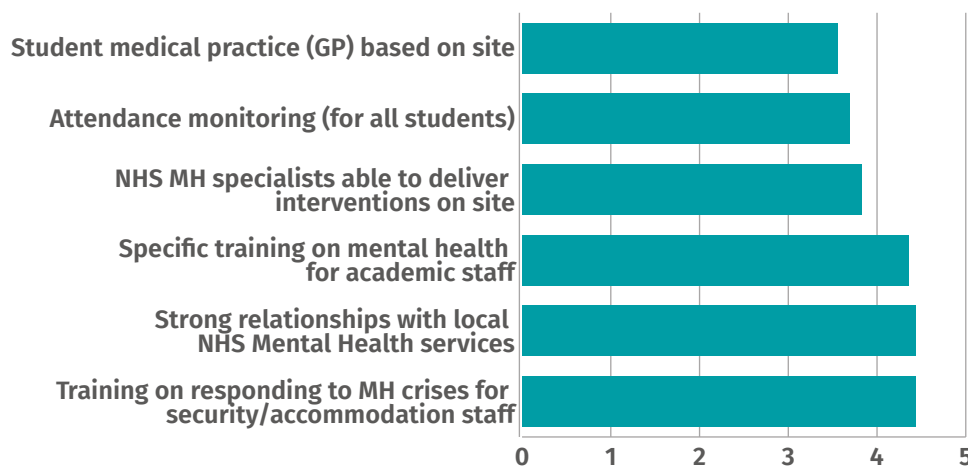 Student medical practice (GP) based on site
Attendance monitoring (for all students)
NHS MH specialists able to deliver
interventions on site
Specific training on mental health
for academic staff
Strong relationships with local
NHS Mental Health services
Training on responding to MH crises for
security/accommodation staff
0 1 2 3 4 5